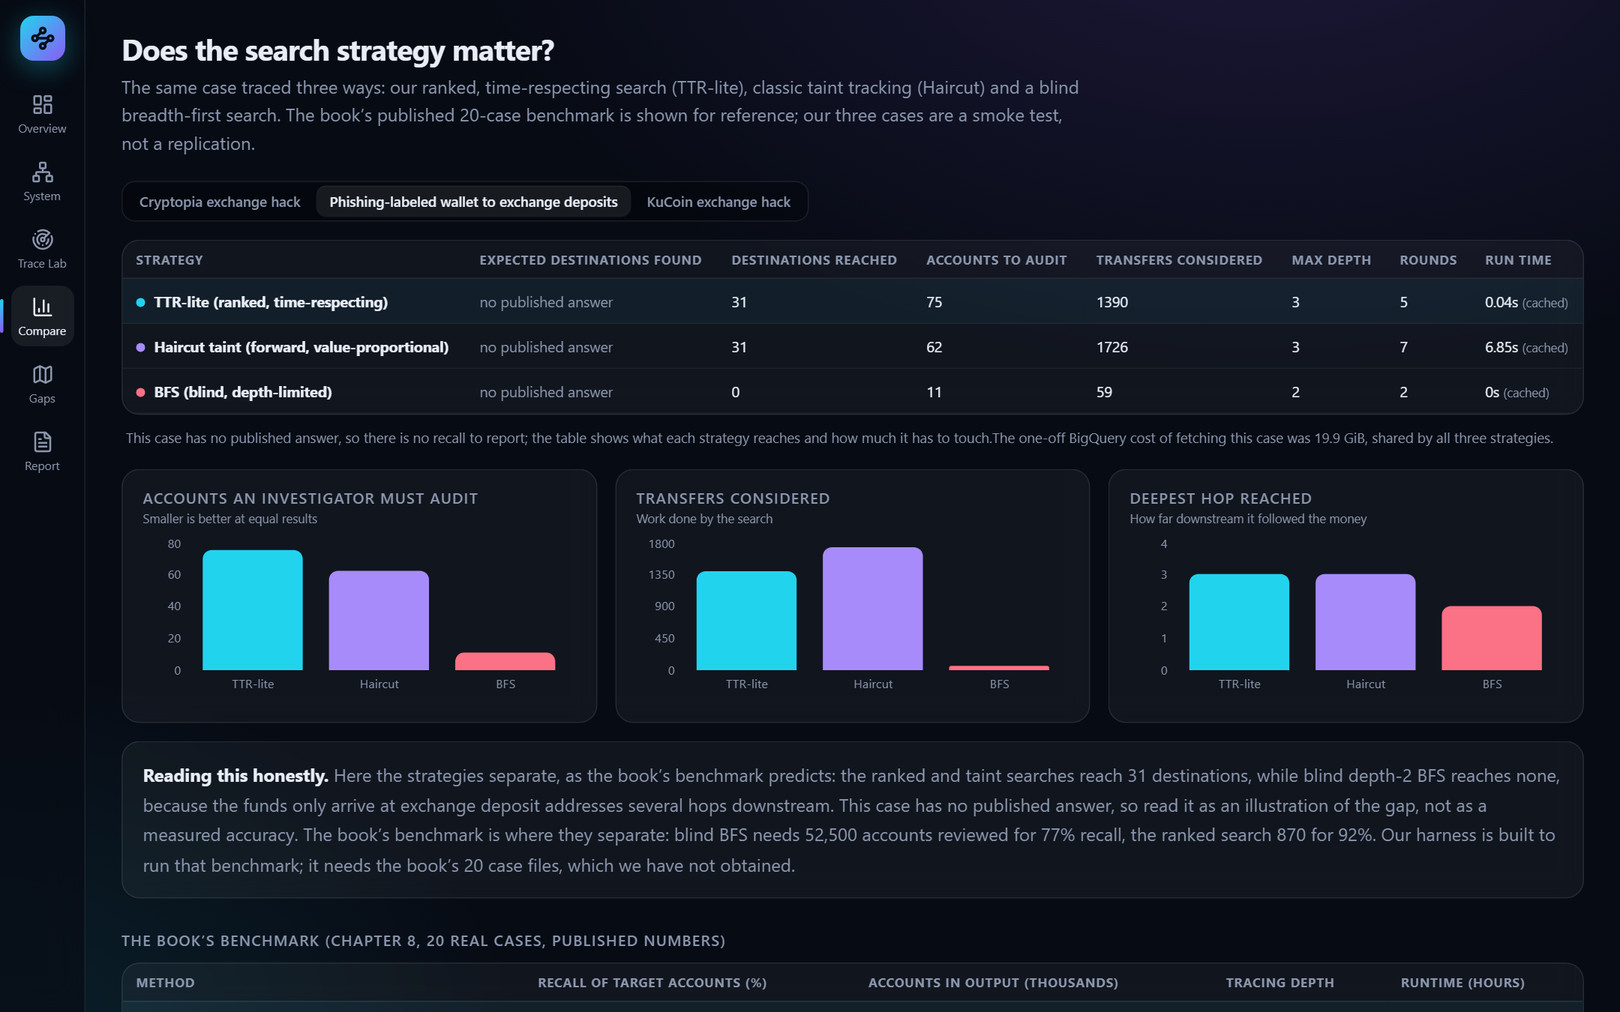 Does the search strategy matter?
The same case traced three ways: our ranked, time-respecting search (TTR-lite), classic taint tracking (Haircut) and a blind
breadth-first search. The book's published 20-case benchmark is shown for reference; our three cases are a smoke test,
not a replication.
Overview
System
Trace Lab
Compare
Gaps
Report
Cryptopia exchange hack Phishing-labeled wallet to exchange deposits KuCoin exchange hack
STRATEGY EXPECTED DESTINATIONS FOUND DESTINATIONS REACHED ACCOUNTS TO AUDIT TRANSFERS CONSIDERED MAX DEPTH ROUNDS RUN TIME
TTR-lite (ranked, time-respecting) no published answer 31 75 1390 3 5 0.04s (cached)
Haircut taint (forward, value-proportional) no published answer 31 62 1726 3 7 6.85s (cached)
BFS (blind, depth-limited) no published answer 0 11 59 2 2 0s (cached)
This case has no published answer, so there is no recall to report; the table shows what each strategy reaches and how much it has to touch.The one-off BigQuery cost of fetching this case was 19.9 GiB, shared by all three strategies.
ACCOUNTS AN INVESTIGATOR MUST AUDIT
Smaller is better at equal results
80
60
40
20
0
TTR-lite Haircut BFS
TRANSFERS CONSIDERED
Work done by the search
1800
1350
900
450
0
TTR-lite Haircut BFS
DEEPEST HOP REACHED
How far downstream it followed the money
4
3
2
1
0
TTR-lite Haircut BFS
Reading this honestly. Here the strategies separate, as the book's benchmark predicts: the ranked and taint searches reach 31 destinations, while blind depth-2 BFS reaches none,
because the funds only arrive at exchange deposit addresses several hops downstream. This case has no published answer, so read it as an illustration of the gap, not as a
measured accuracy. The book's benchmark is where they separate: blind BFS needs 52,500 accounts reviewed for 77% recall, the ranked search 870 for 92%. Our harness is built to
run that benchmark; it needs the book's 20 case files, which we have not obtained.
THE BOOK'S BENCHMARK (CHAPTER 8, 20 REAL CASES, PUBLISHED NUMBERS)
METHOD RECALL OF TARGET ACCOUNTS (%) ACCOUNTS IN OUTPUT (THOUSANDS) TRACING DEPTH RUNTIME (HOURS)